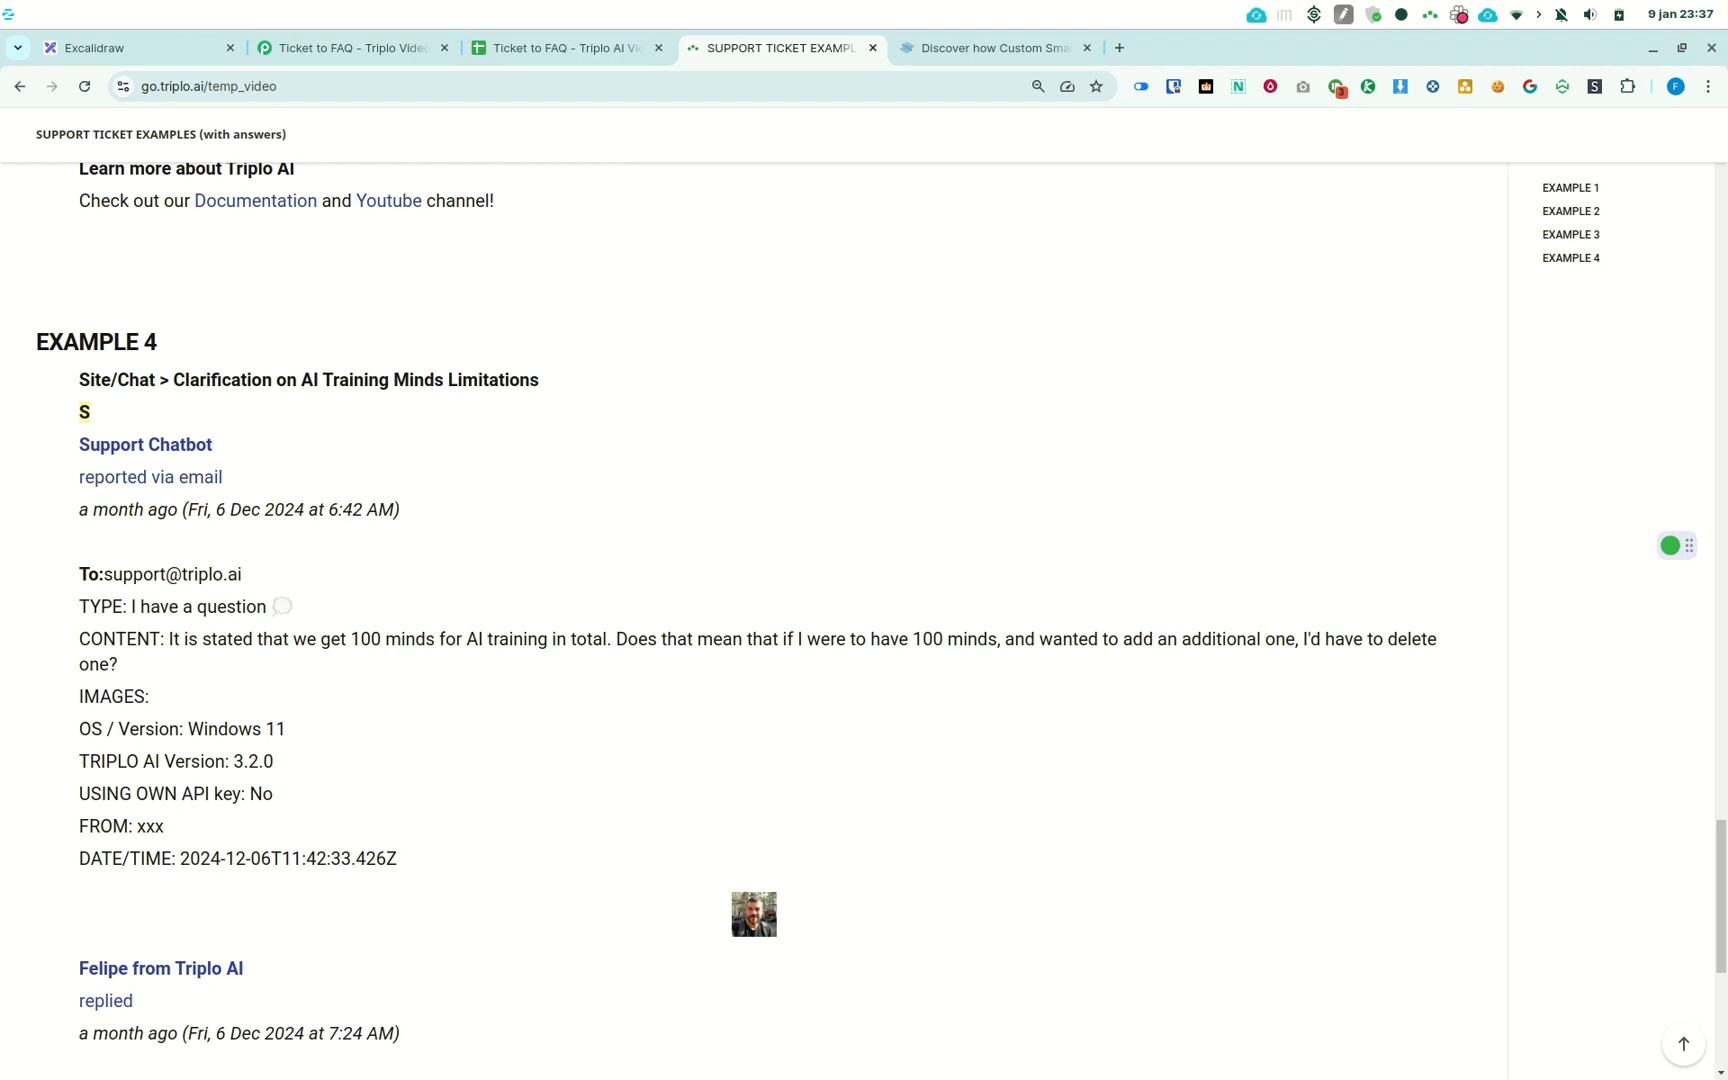 9 jan 23:37
Excalidraw
Ticket to FAQ - Triplo Video
Ticket to FAQ - Triplo AI Vic
SUPPORT TICKET EXAMPL
Discover how Custom Sma
go.triplo.ai/temp_video
3
S
F
SUPPORT TICKET EXAMPLES (with answers)
Learn more about Triplo AI
Check out our Documentation and Youtube channel!
EXAMPLE 1
EXAMPLE 2
EXAMPLE 3
EXAMPLE 4
EXAMPLE 4
Site/Chat > Clarification on AI Training Minds Limitations
S
Support Chatbot
reported via email
a month ago (Fri, 6 Dec 2024 at 6:42 AM)
To:support@triplo.ai
TYPE: I have a question
CONTENT: It is stated that we get 100 minds for AI training in total. Does that mean that if I were to have 100 minds, and wanted to add an additional one, I'd have to delete
one?
IMAGES:
OS / Version: Windows 11
TRIPLO AI Version: 3.2.0
USING OWN API key: No
FROM: xxx
DATE/TIME: 2024-12-06T11:42:33.426Z
Felipe from Triplo AI
replied
a month ago (Fri, 6 Dec 2024 at 7:24 AM)